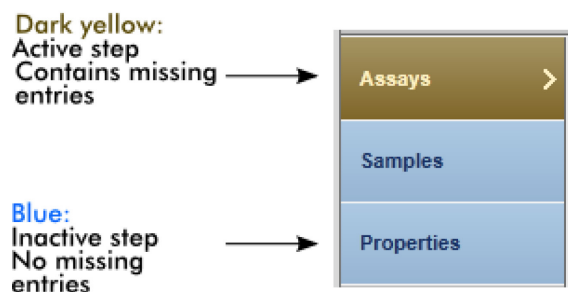 Dark yellow:
Active step
Contains missing
entries
Assays
Samples
Blue:
Inactive step
No missing
entries
Properties